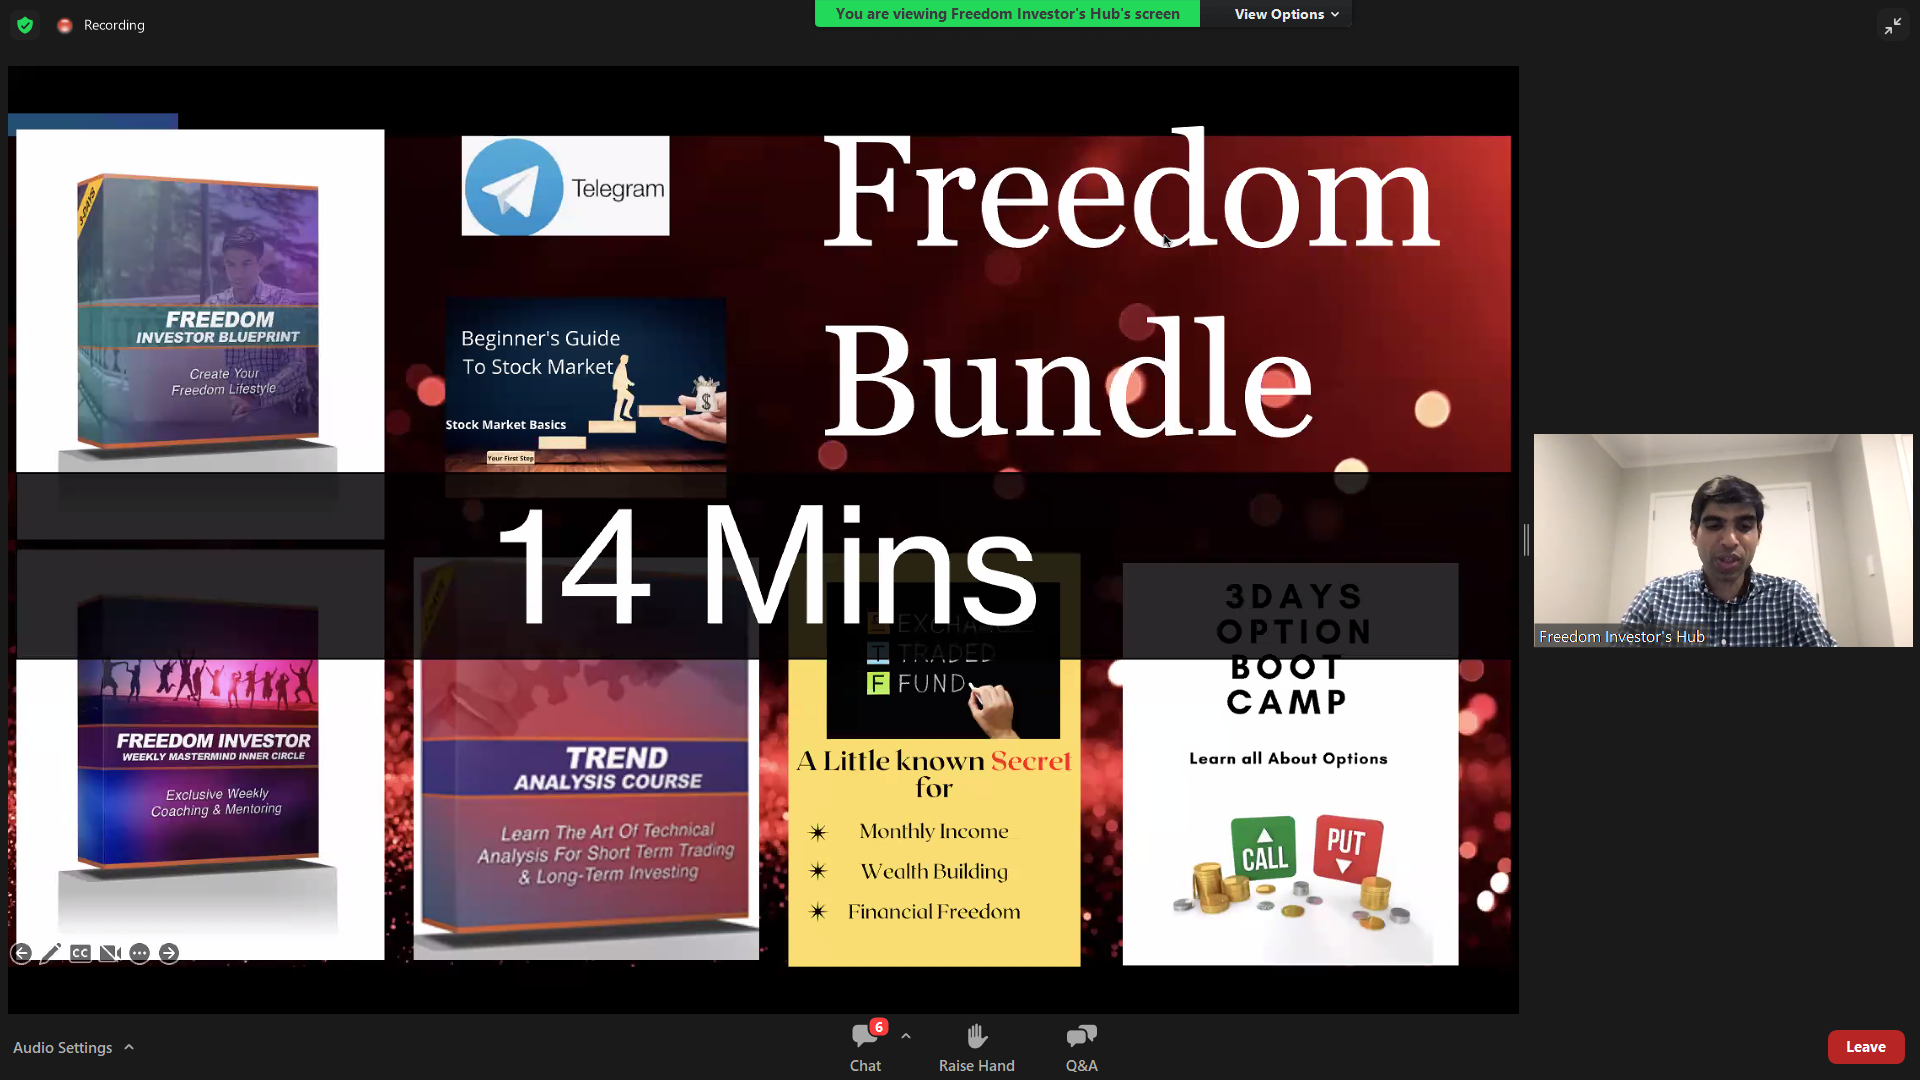 Recording
You are viewing Freedom Investor's Hub's screen
View Options
Freedom
Bundle
Telegram
FREEDOM
INVESTOR BLUEPRINT
Create Your
Freedom Lifestyle
Beginner's Guide
To Stock Market
Stock Market Basics
Your First Step
14 Mins
FREEDOM INVESTOR
WEEKLY MASTERMIND INNER CIRCLE
Exclusive Weekly
Coaching & Mentoring
TREND
ANALYSIS COURSE
Learn The Art Of Technical
Analysis For Short Term Trading
& Long-Term Investing
T TRADED
F FUND
A Little known Secret
for
Monthly Income
Wealth Building
Financial Freedom
3DAYS
OPTION
BOOT
CAMP
Learn all About Options
CALL
PUT
CC
Freedom Investor's Hub
Audio Settings
6
Chat
Raise Hand
Q&A
Leave